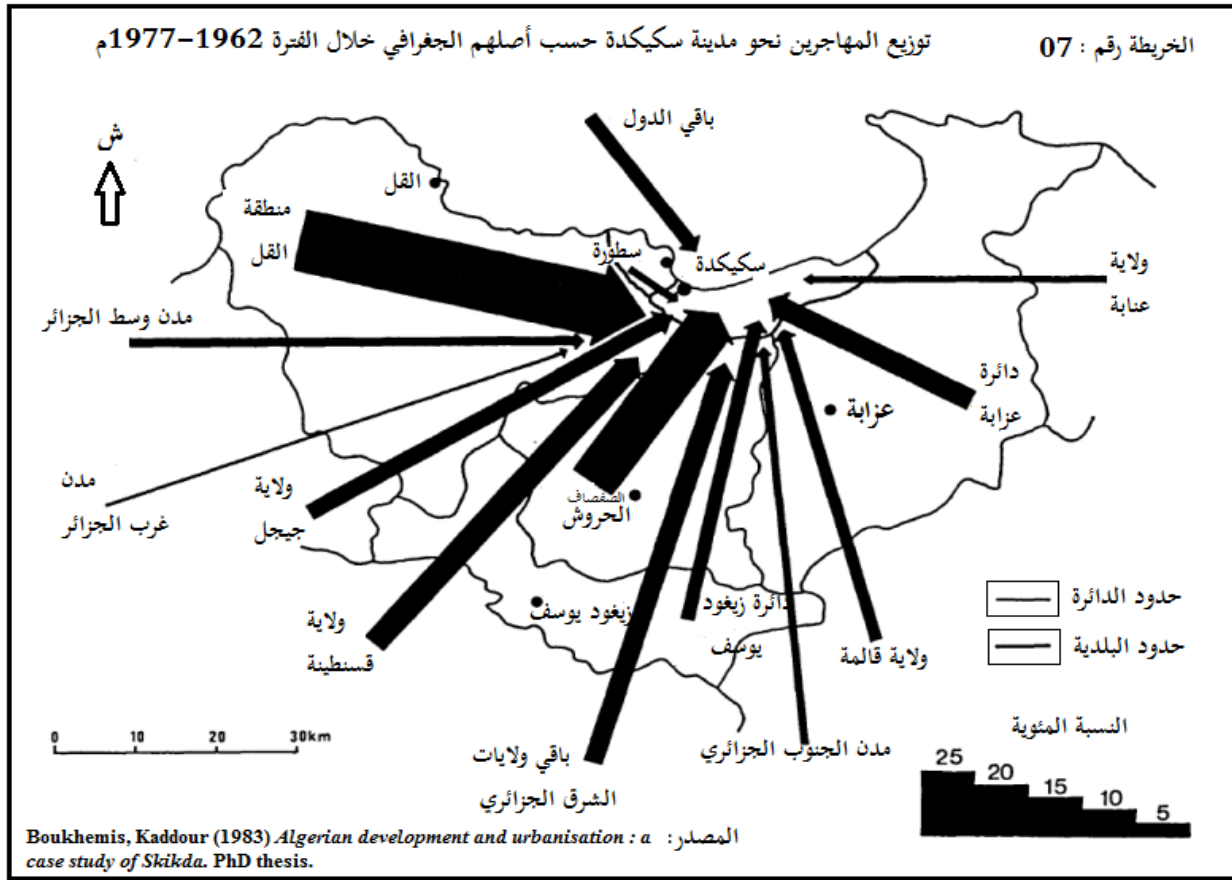 الخريطة رقم : 07
توزيع المهاجرين نحو مدينة سكيكدة حسب أصلهم الجغرافي خلال الفترة 1962–1977م
ش
باقي الدول
القل
منطقة
القل
سطورة
سكيكدة
ولاية
عنابة
مدن وسط الجزائر
دائرة
عزابة
عزابة
مدن
غرب الجزائر
ولاية
جيجل
الصفصاف
الحروش
ولاية
قسنطينة
زيغود يوسف
دائرة زيغود
يوسف
ولاية قالمة
باقي ولايات
الشرق الجزائري
مدن الجنوب الجزائري
حدود الدائرة
حدود البلدية
النسبة المئوية
25 20 15 10 5
0 10 20 30km
المصدر: Boukhemis, Kaddour (1983) Algerian development and urbanisation : a
case study of Skikda. PhD thesis.